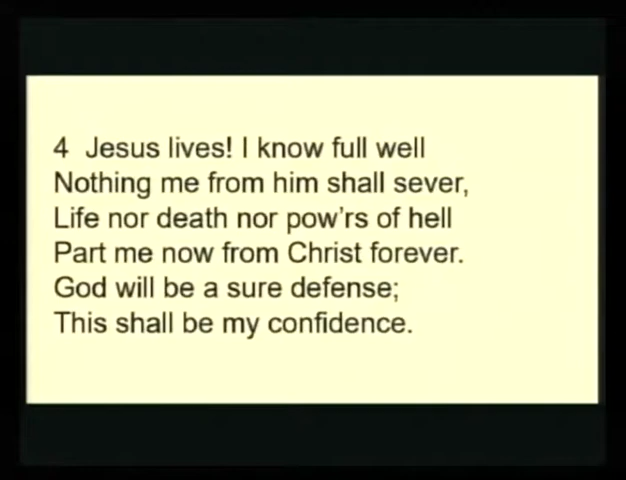 4 Jesus lives! I know full well
Nothing me from him shall sever,
Life nor death nor pow'rs of hell
Part me now from Christ forever.
God will be a sure defense;
This shall be my confidence.